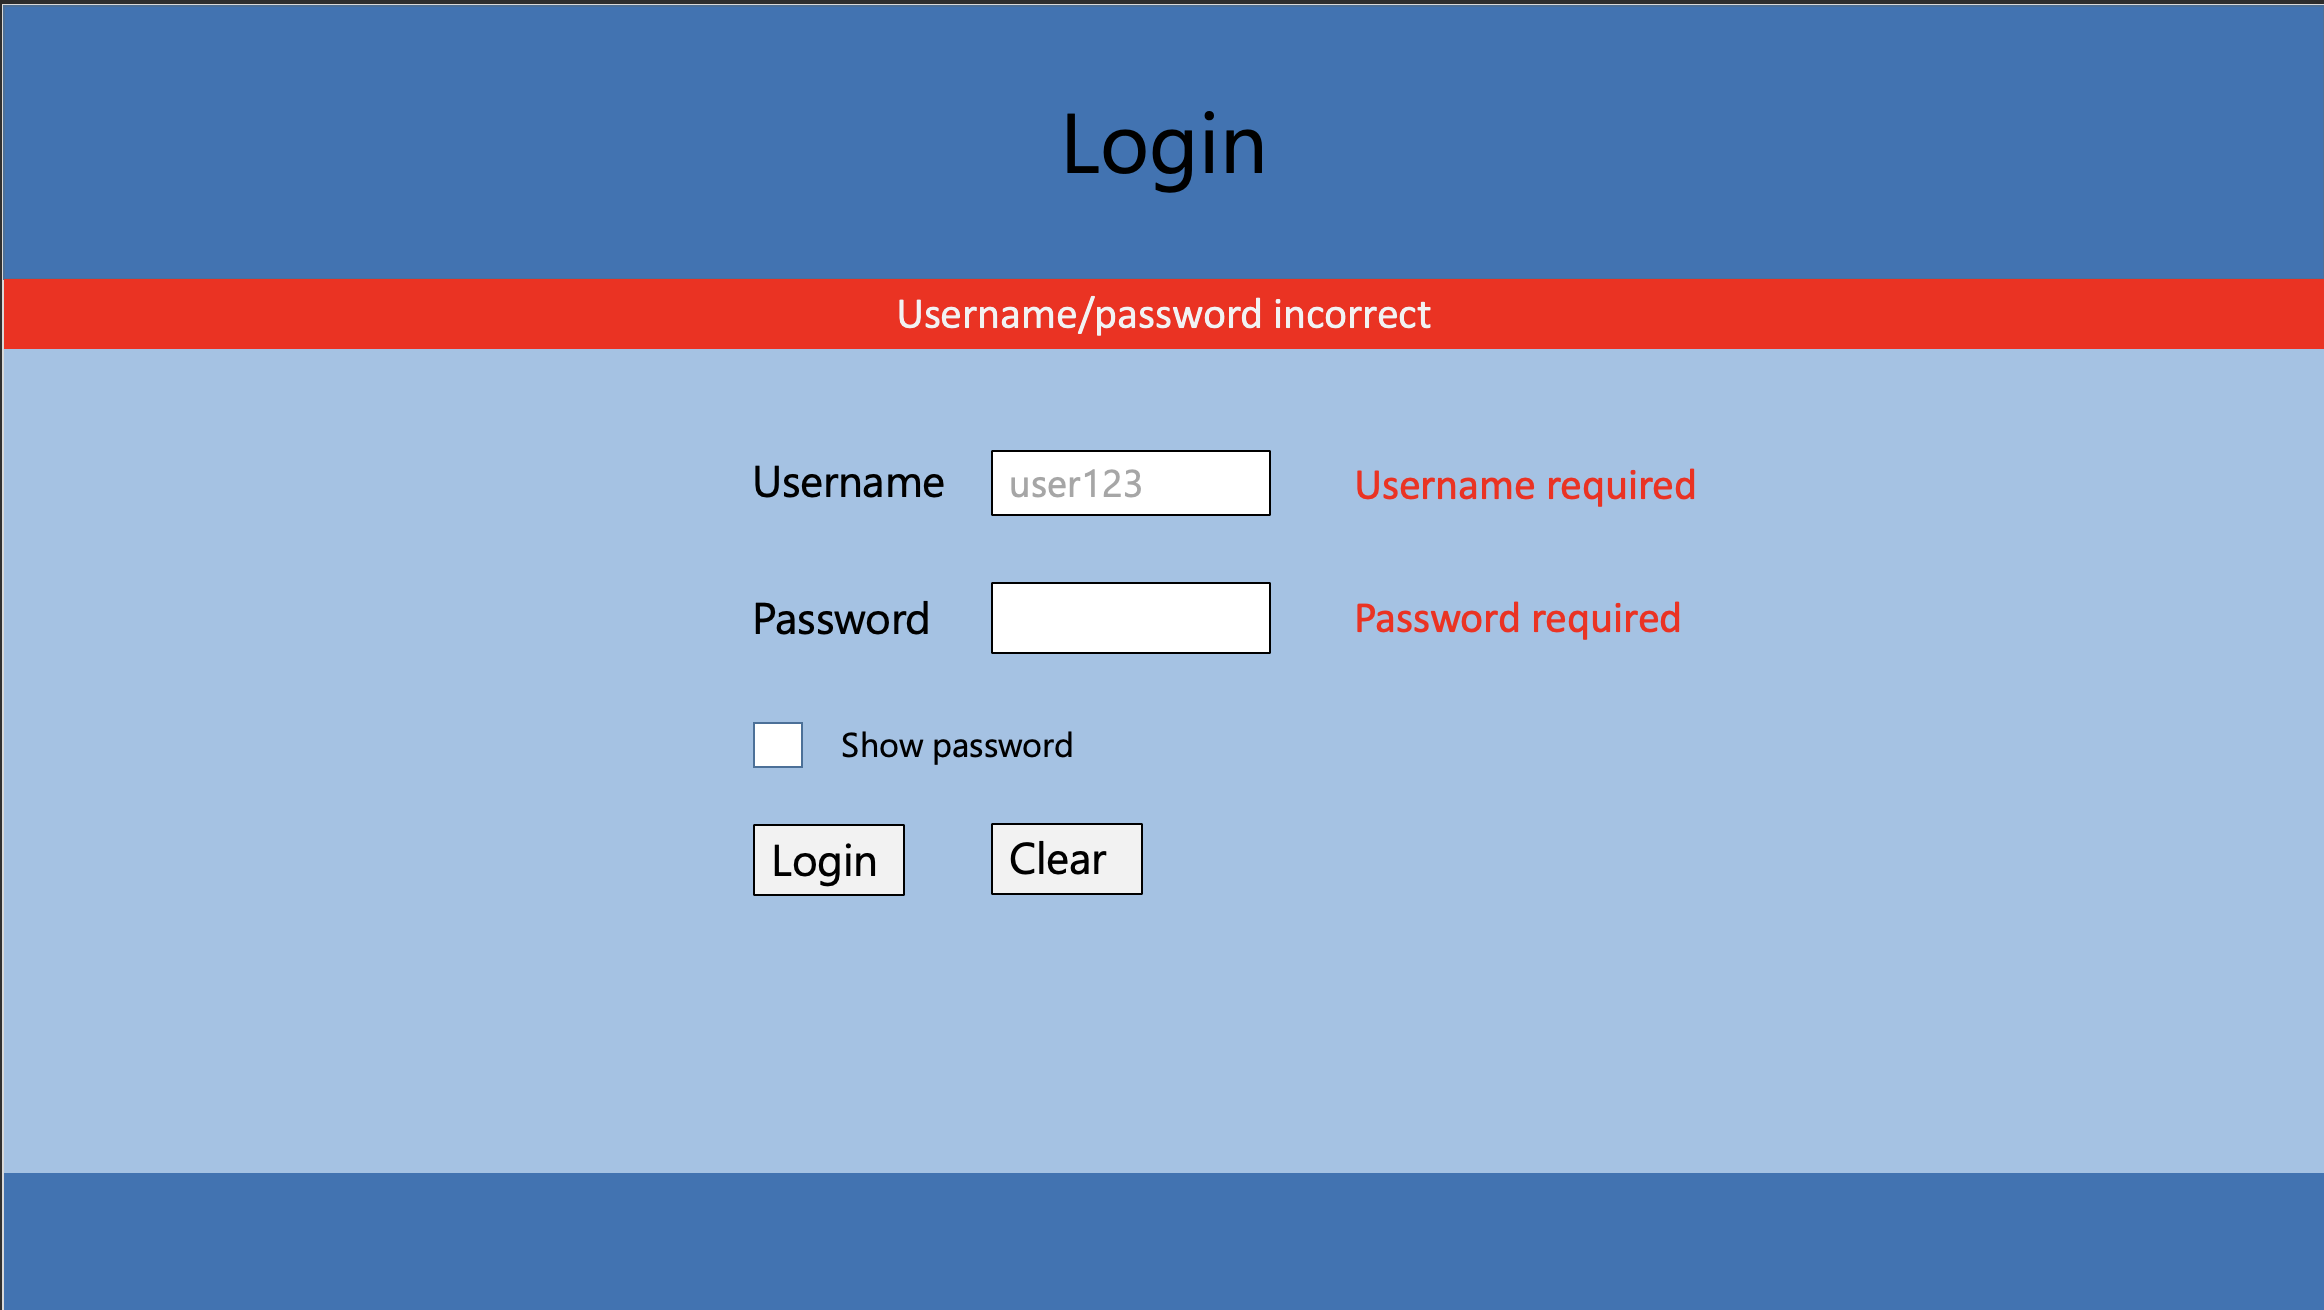 Login
Username/password incorrect
Username user123 Username required
Password Password required
Show password
Login Clear